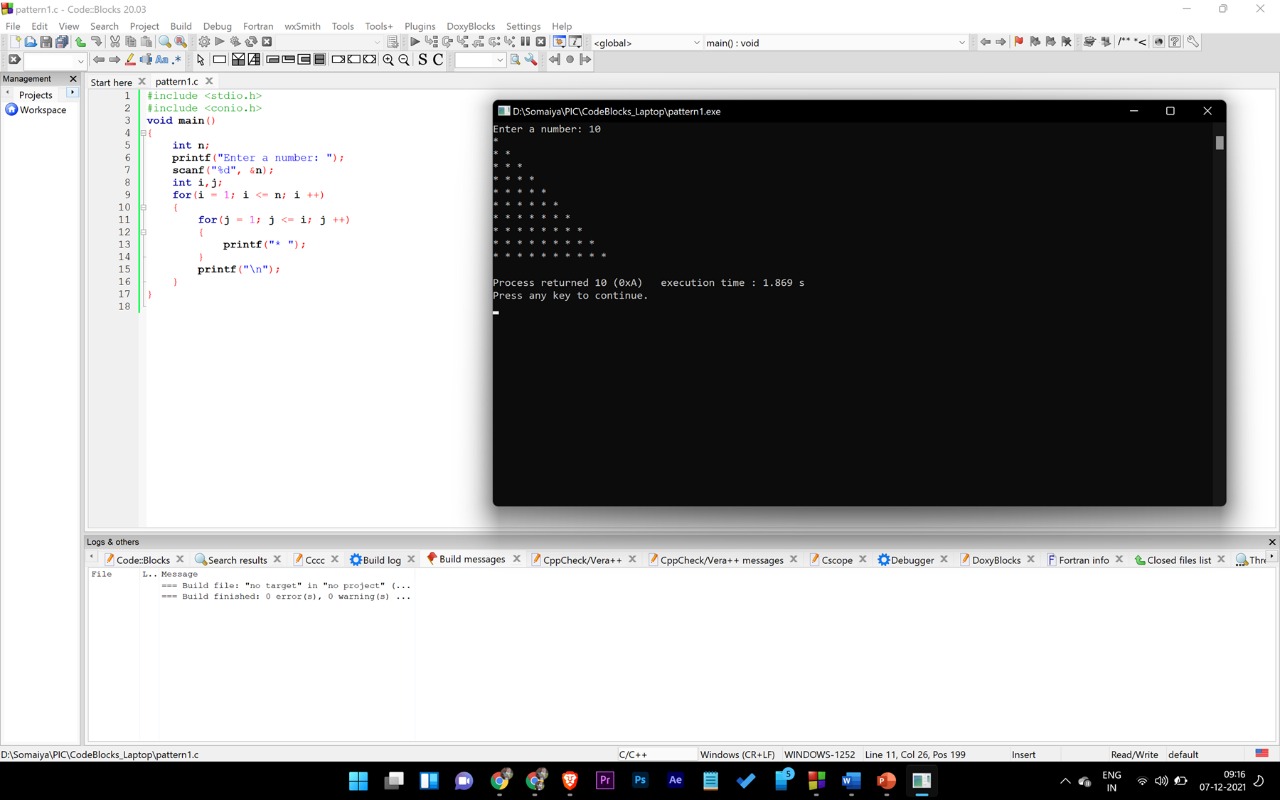 pattern1.c - Code::Blocks 20.03
File Edit View Search Project Build Debug Fortran wxSmith Tools Tools+ Plugins DoxyBlocks Settings Help
<global> main() : void /** *<
Aa .* S C
Management
Projects
Workspace
Start here pattern1.c
1 #include <stdio.h>
2 #include <conio.h>
3 void main()
4 {
5 int n;
6 printf("Enter a number: ");
7 scanf("%d", &n);
8 int i,j;
9 for(i = 1; i <= n; i ++)
10 {
11 for(j = 1; j <= i; j ++)
12 {
13 printf("* ");
14 }
15 printf("\n");
16 }
17 }
18
D:\Somaiya\PIC\CodeBlocks_Laptop\pattern1.exe
Enter a number: 10
*
* *
* * *
* * * *
* * * * *
* * * * * *
* * * * * * *
* * * * * * * *
* * * * * * * * *
* * * * * * * * * *
Process returned 10 (0xA) execution time : 1.869 s
Press any key to continue.
Logs & others
Code::Blocks Search results Cccc Build log Build messages CppCheck/Vera++ CppCheck/Vera++ messages Cscope Debugger DoxyBlocks Fortran info Closed files list Thre
File L.. Message
=== Build file: "no target" in "no project" (...
=== Build finished: 0 error(s), 0 warning(s) ...
D:\Somaiya\PIC\CodeBlocks_Laptop\pattern1.c C/C++ Windows (CR+LF) WINDOWS-1252 Line 11, Col 26, Pos 199 Insert Read/Write default
Pr Ps Ae S W P
ENG
IN
09:16
07-12-2021